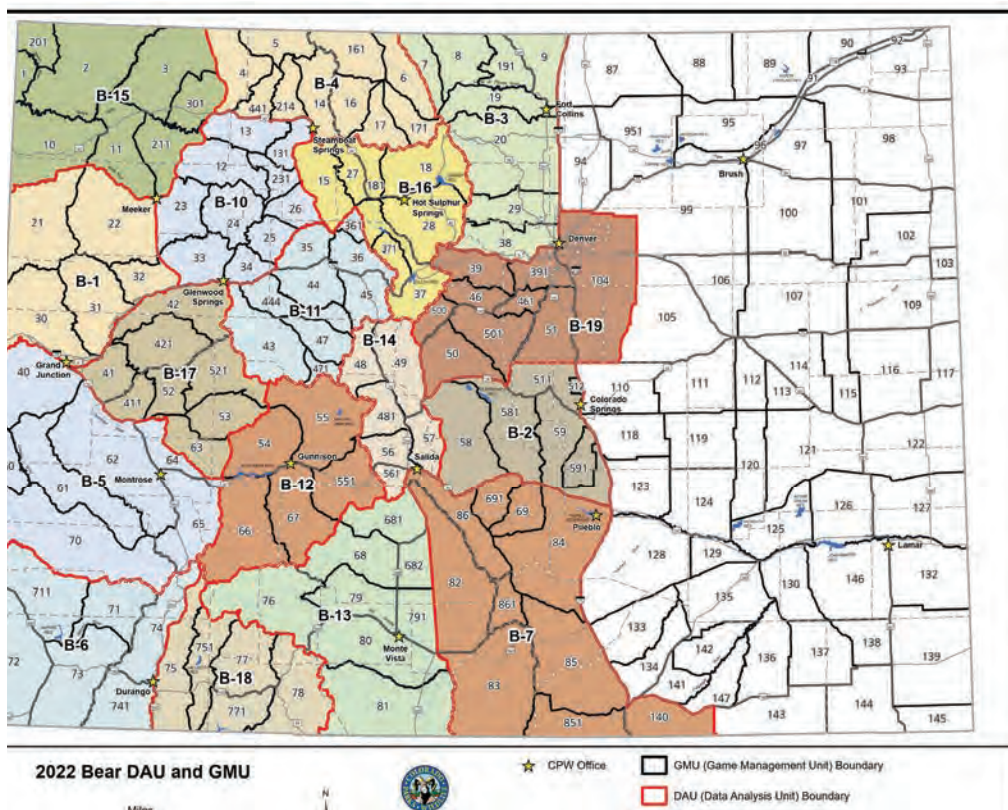 201 2 3 5 161 4 6 7 8 191 9 87 88 89 90 92 93
1 B-15 B-4 91
301 441 214 14 16 19 Fort Collins
10 11 211 13 Steamboat Springs 17 171 B-3 20 951 95 96 97 98
12 131 15 27 181 18 94 Brush
Meeker 231 B-16 99 100 101
21 22 23 B-10 26 Hot Sulphur Springs 29
24 25 361 28 38 Denver 102
33 34 35 36 371 103
B-1 32 Glenwood Springs 37 39 391 104 106
31 42 444 44 45 46 461 107 109
30 B-11 500 501 51 B-19 105
421 43 47 B-14 50
40 Grand Junction 41 B-17 521 471 48 49 511 512 110 111 112 114 115 116 117
411 52 Colorado Springs 113
53 55 481 58 581 59 118 119
62 63 54 57 B-2 122
64 Gunnison 56 Salida 591 120 121
61 B-5 Montrose B-12 551 561 123 124
65 66 67 691 69 Pueblo 126 127
70 681 86 84 125
68 128 129 Lamar
682 82 130 146 132
711 71 76 79 791 861 135
74 B-13 B-7 133
B-6 80 Monte Vista 142 136 137 138 139
72 73 75 751 77 85 134
Durango B-18 78 83 141
741 771 81 851 140 147 143 144 145
2022 Bear DAU and GMU
CPW Office
GMU (Game Management Unit) Boundary
DAU (Data Analysis Unit) Boundary